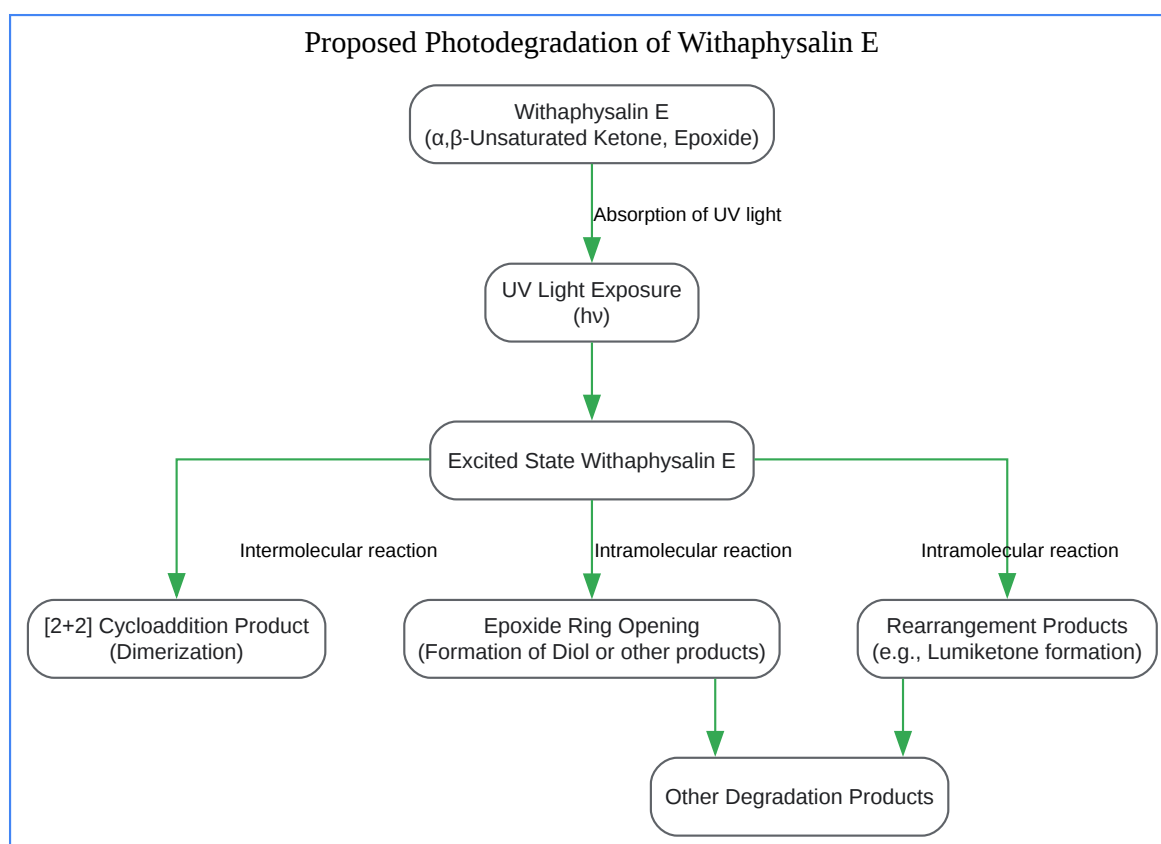 Proposed Photodegradation of Withaphysalin E
Withaphysalin E
(α,β-Unsaturated Ketone, Epoxide)
Absorption of UV light
UV Light Exposure
(hν)
Excited State Withaphysalin E
Intermolecular reaction
Intramolecular reaction
Intramolecular reaction
[2+2] Cycloaddition Product
(Dimerization)
Epoxide Ring Opening
(Formation of Diol or other products)
Rearrangement Products
(e.g., Lumiketone formation)
Other Degradation Products